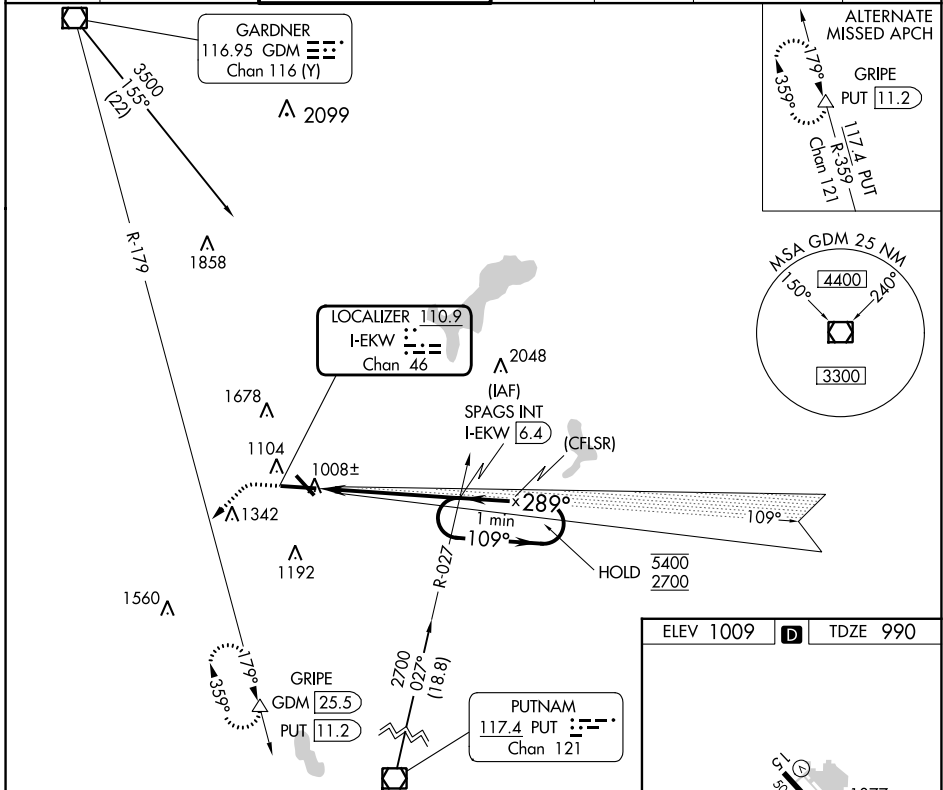 GARDNER
116.95 GDM
Chan 116 (Y)
3500
155°
(22)
2099
ALTERNATE
MISSED APCH
179°
359°
GRIPE
PUT 11.2
117.4 PUT
R-359
Chan 121
R-179
1858
MSA GDM 25 NM
150°
4400
240°
3300
LOCALIZER 110.9
I-EKW
Chan 46
2048
(IAF)
SPAGS INT
I-EKW 6.4
(CFLSR)
1678
1104
1008±
1342
289°
1 min
109°
109°
1192
HOLD 5400
2700
R-027
1560
2700
027°
(18.8)
179°
359°
GRIPE
GDM 25.5
PUT 11.2
PUTNAM
117.4 PUT
Chan 121
ELEV 1009 D TDZE 990
15
V